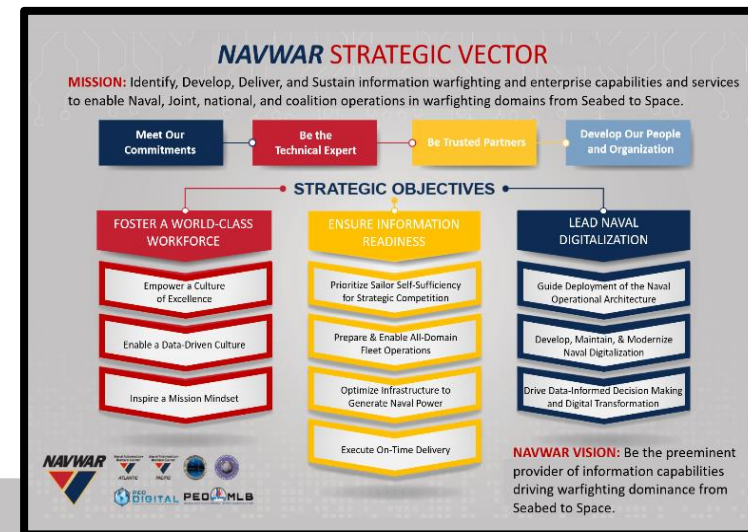 NAVWAR STRATEGIC VECTOR
MISSION: Identify, Develop, Deliver, and Sustain information warfighting and enterprise capabilities and services
to enable Naval, Joint, national, and coalition operations in warfighting domains from Seabed to Space.
Meet Our
Commitments
Be the
Technical Expert
Be Trusted Partners
Develop Our People
and Organization
STRATEGIC OBJECTIVES
FOSTER A WORLD-CLASS
WORKFORCE
Empower a Culture
of Excellence
Enable a Data-Driven Culture
Inspire a Mission Mindset
ENSURE INFORMATION
READINESS
Prioritize Sailor Self-Sufficiency
for Strategic Competition
Prepare & Enable All-Domain
Fleet Operations
Optimize Infrastructure to
Generate Naval Power
Execute On-Time Delivery
LEAD NAVAL
DIGITALIZATION
Guide Deployment of the Naval
Operational Architecture
Develop, Maintain, & Modernize
Naval Digitalization
Drive Data-Informed Decision Making
and Digital Transformation
NAVWAR
ATLANTIC
PACIFIC
PEO
DIGITAL
PEO MLB
NAVWAR VISION: Be the preeminent
provider of information capabilities
driving warfighting dominance from
Seabed to Space.